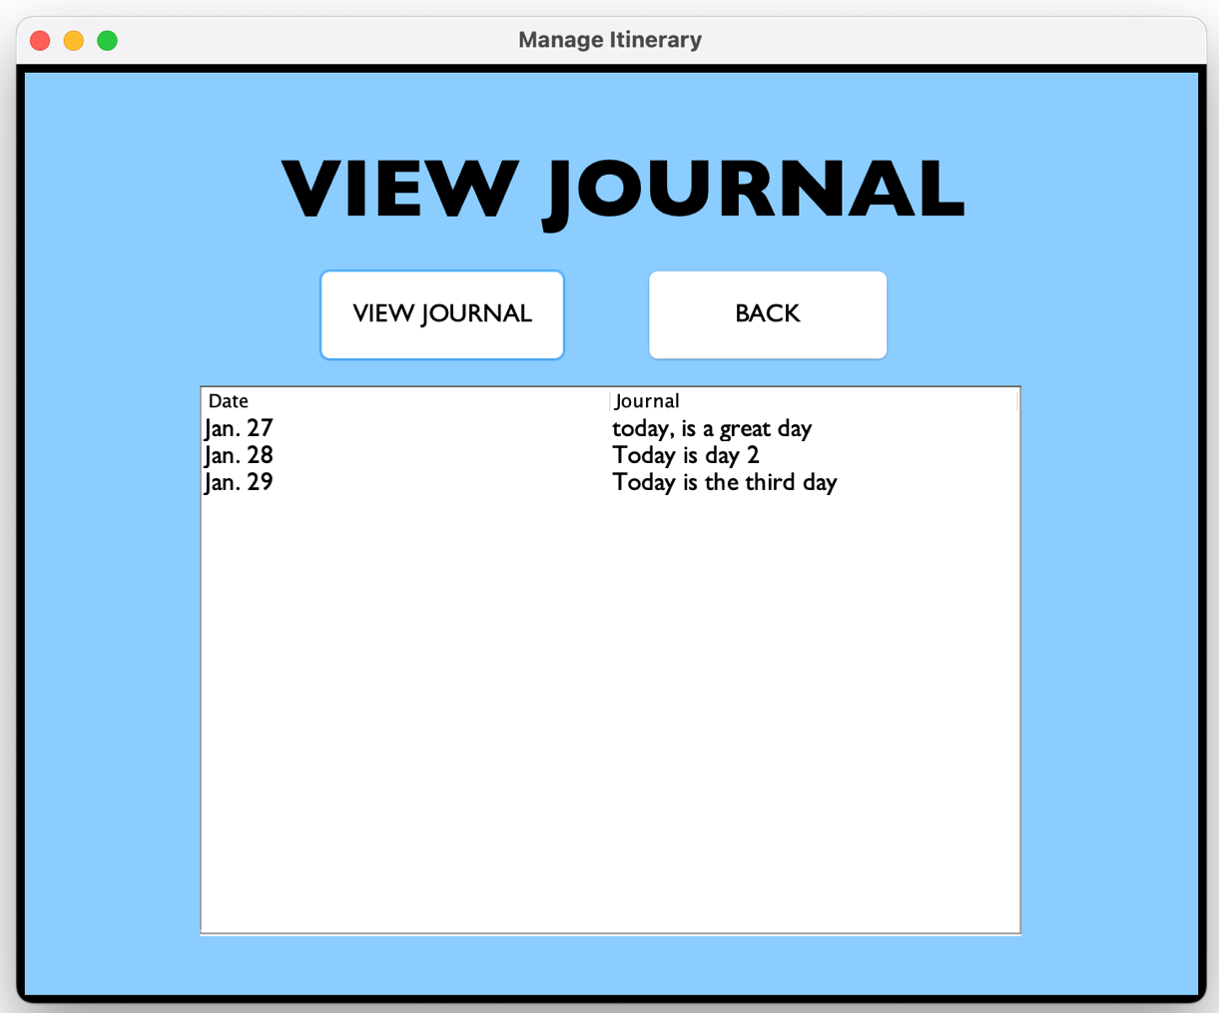 Manage Itinerary
VIEW JOURNAL
VIEW JOURNAL BACK
Date Journal
Jan. 27 today, is a great day
Jan. 28 Today is day 2
Jan. 29 Today is the third day